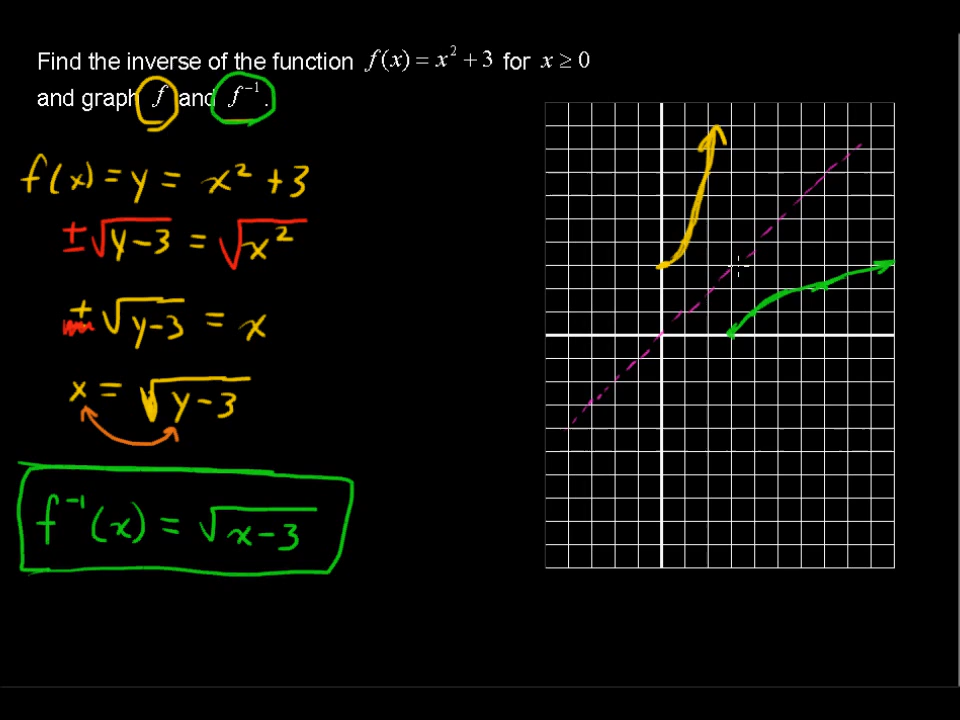 Find the inverse of the function f(x) = x² + 3 for x ≥ 0
and graph f and f⁻¹.
f(x) = y = x² + 3
±√(y-3) = √(x²)
+√(y-3) = x
x = √(y-3)
f⁻¹(x) = √(x-3)